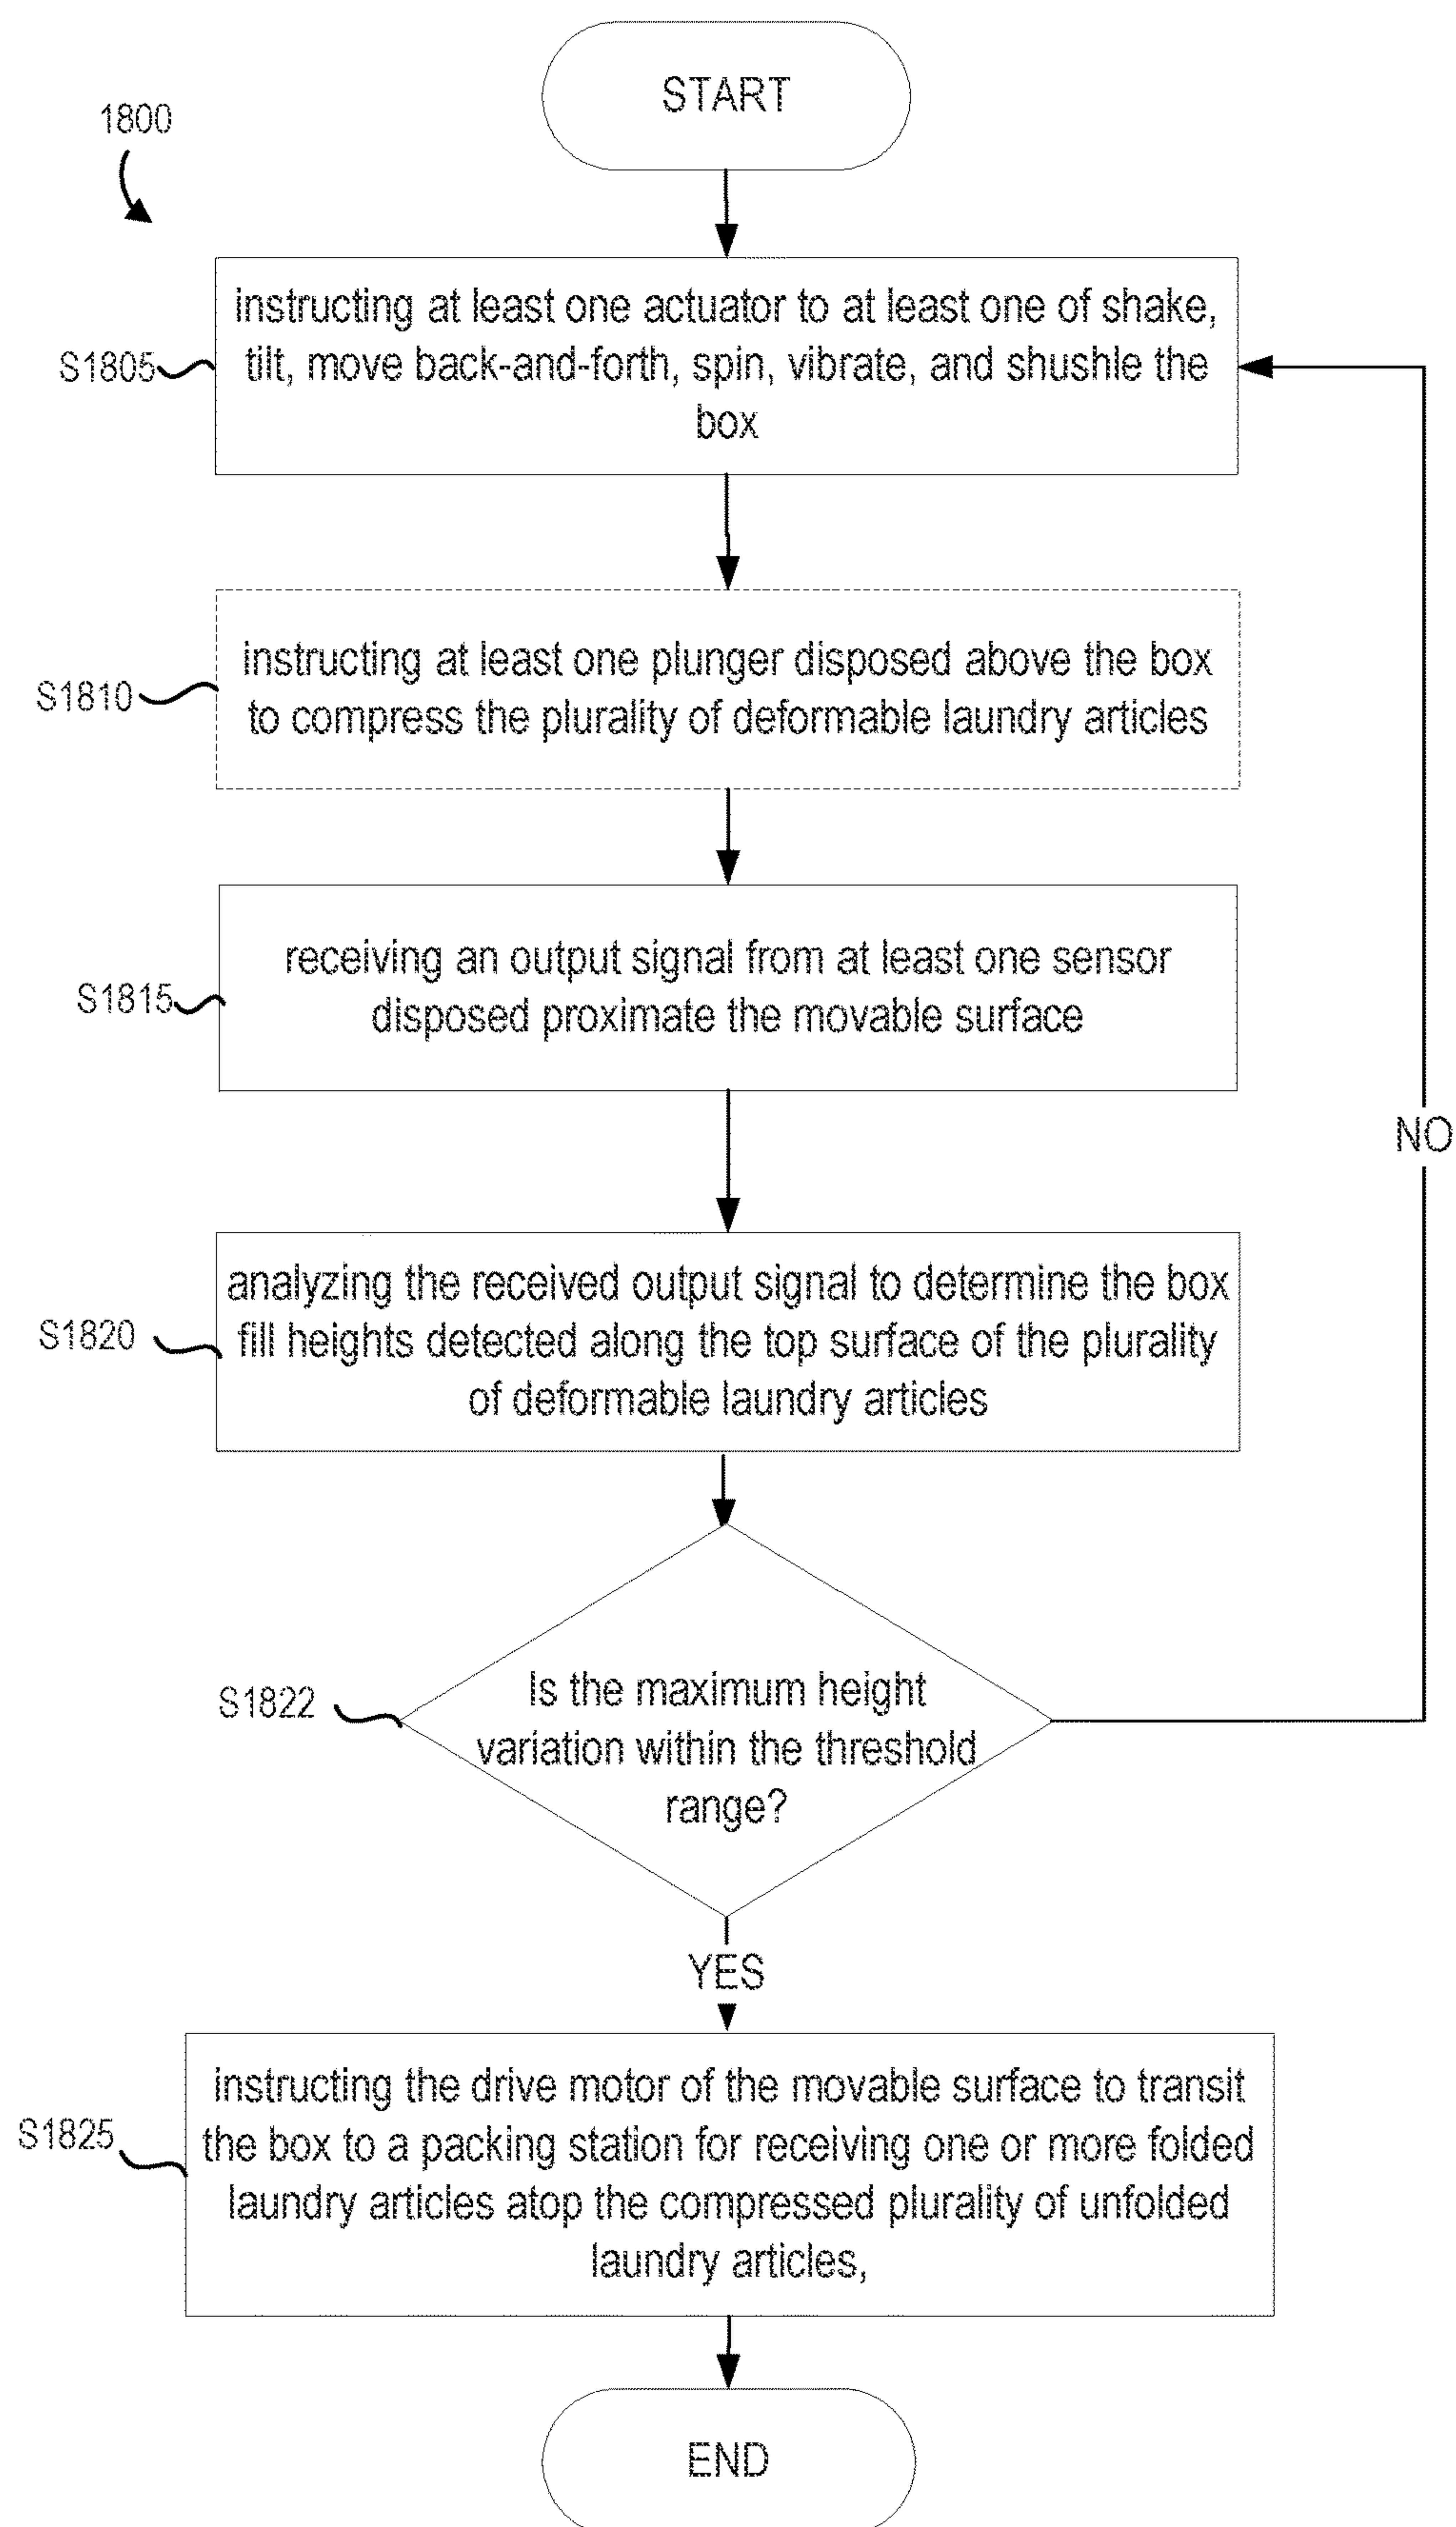 START
1800
instructing at least one actuator to at least one of shake,
tilt, move back-and-forth, spin, vibrate, and shushle the
box
S1805
instructing at least one plunger disposed above the box
to compress the plurality of deformable laundry articles
S1810
receiving an output signal from at least one sensor
disposed proximate the movable surface
S1815
NO
analyzing the received output signal to determine the box
fill heights detected along the top surface of the plurality
of deformable laundry articles
S1820
Is the maximum height
variation within the threshold
range?
S1822
YES
instructing the drive motor of the movable surface to transit
the box to a packing station for receiving one or more folded
laundry articles atop the compressed plurality of unfolded
laundry articles,
S1825
END